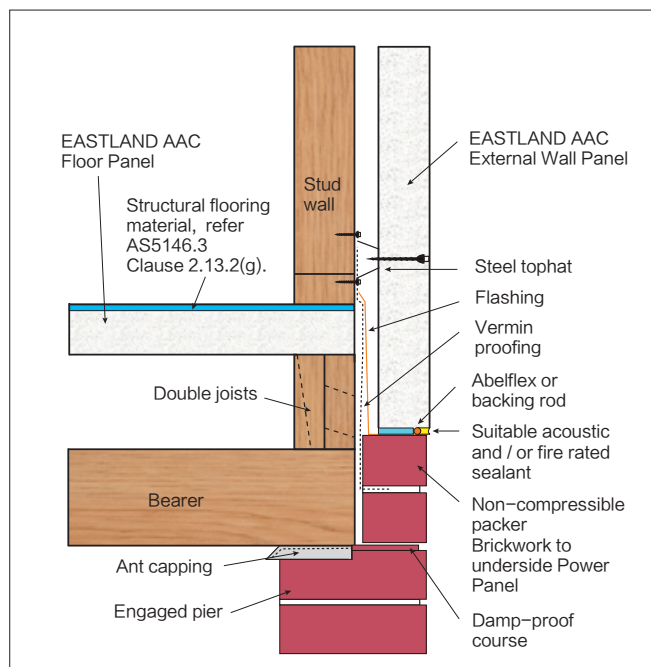 EASTLAND AAC
Floor Panel
Structural flooring
material, refer
AS5146.3
Clause 2.13.2(g).
Stud
wall
EASTLAND AAC
External Wall Panel
Steel tophat
Flashing
Vermin
proofing
Double joists
Abelflex or
backing rod
Suitable acoustic
and / or fire rated
sealant
Bearer
Non-compressible
packer
Brickwork to
underside Power
Panel
Ant capping
Engaged pier
Damp-proof
course